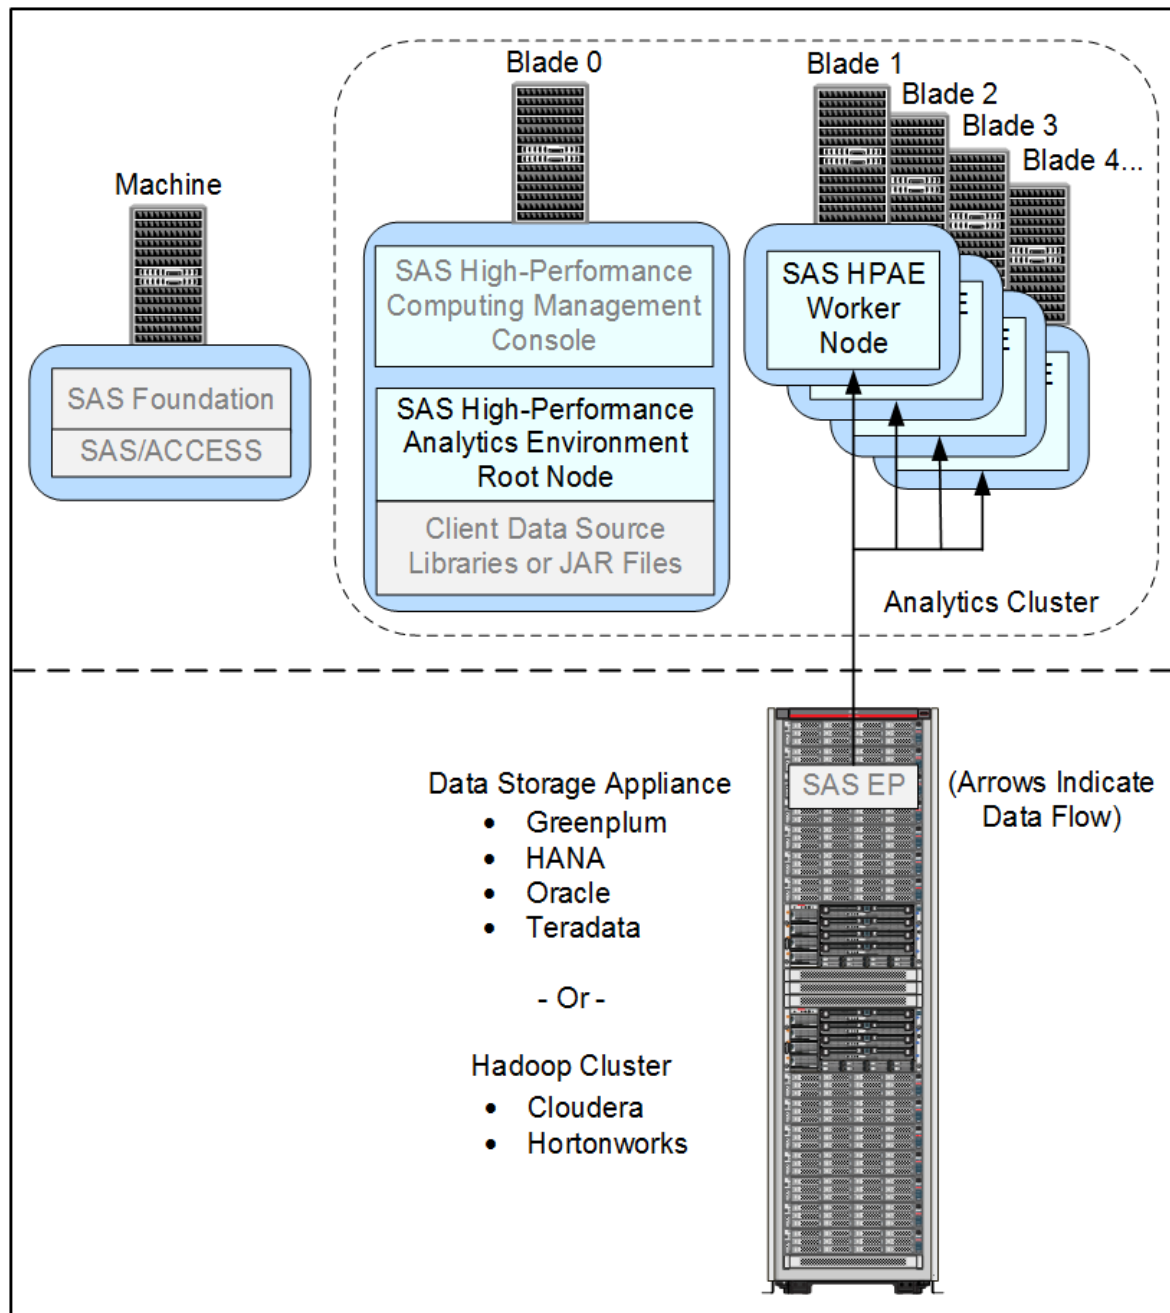 Blade 0
Blade 1
Blade 2
Blade 3
Blade 4...
Machine
SAS High-Performance
Computing Management
Console
SAS HPAE
Worker
Node
E
E
E
SAS Foundation
SAS/ACCESS
SAS High-Performance
Analytics Environment
Root Node
Client Data Source
Libraries or JAR Files
Analytics Cluster
SAS EP
Data Storage Appliance
• Greenplum
• HANA
• Oracle
• Teradata
(Arrows Indicate
Data Flow)
- Or -
Hadoop Cluster
• Cloudera
• Hortonworks